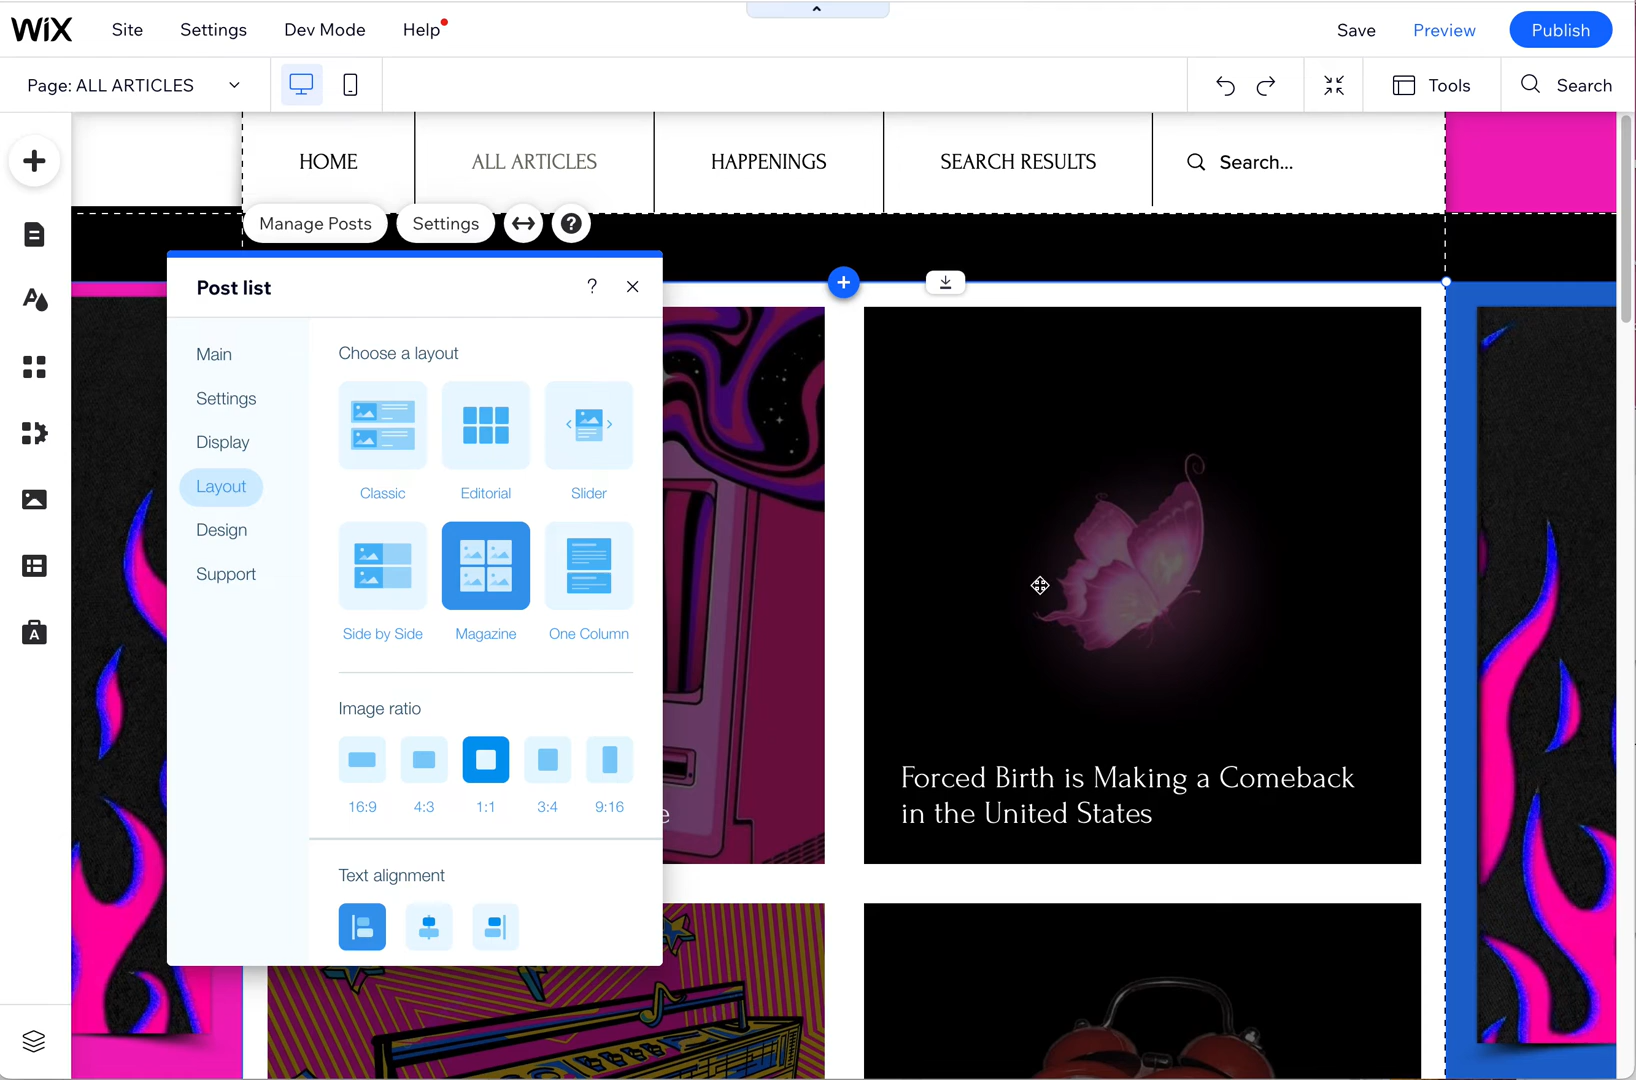 WiX
Site
Settings
Dev Mode
Help
Save
Preview
Publish
Page: ALL ARTICLES
Tools
Search
HOME
ALL ARTICLES
HAPPENINGS
SEARCH RESULTS
Search...
Manage Posts
Settings
?
Post list
?
Main
Settings
Display
Layout
Design
Support
Choose a layout
Classic
Editorial
Slider
Side by Side
Magazine
One Column
Image ratio
16:9
4:3
1:1
3:4
9:16
Text alignment
Forced Birth is Making a Comeback
in the United States
e
A